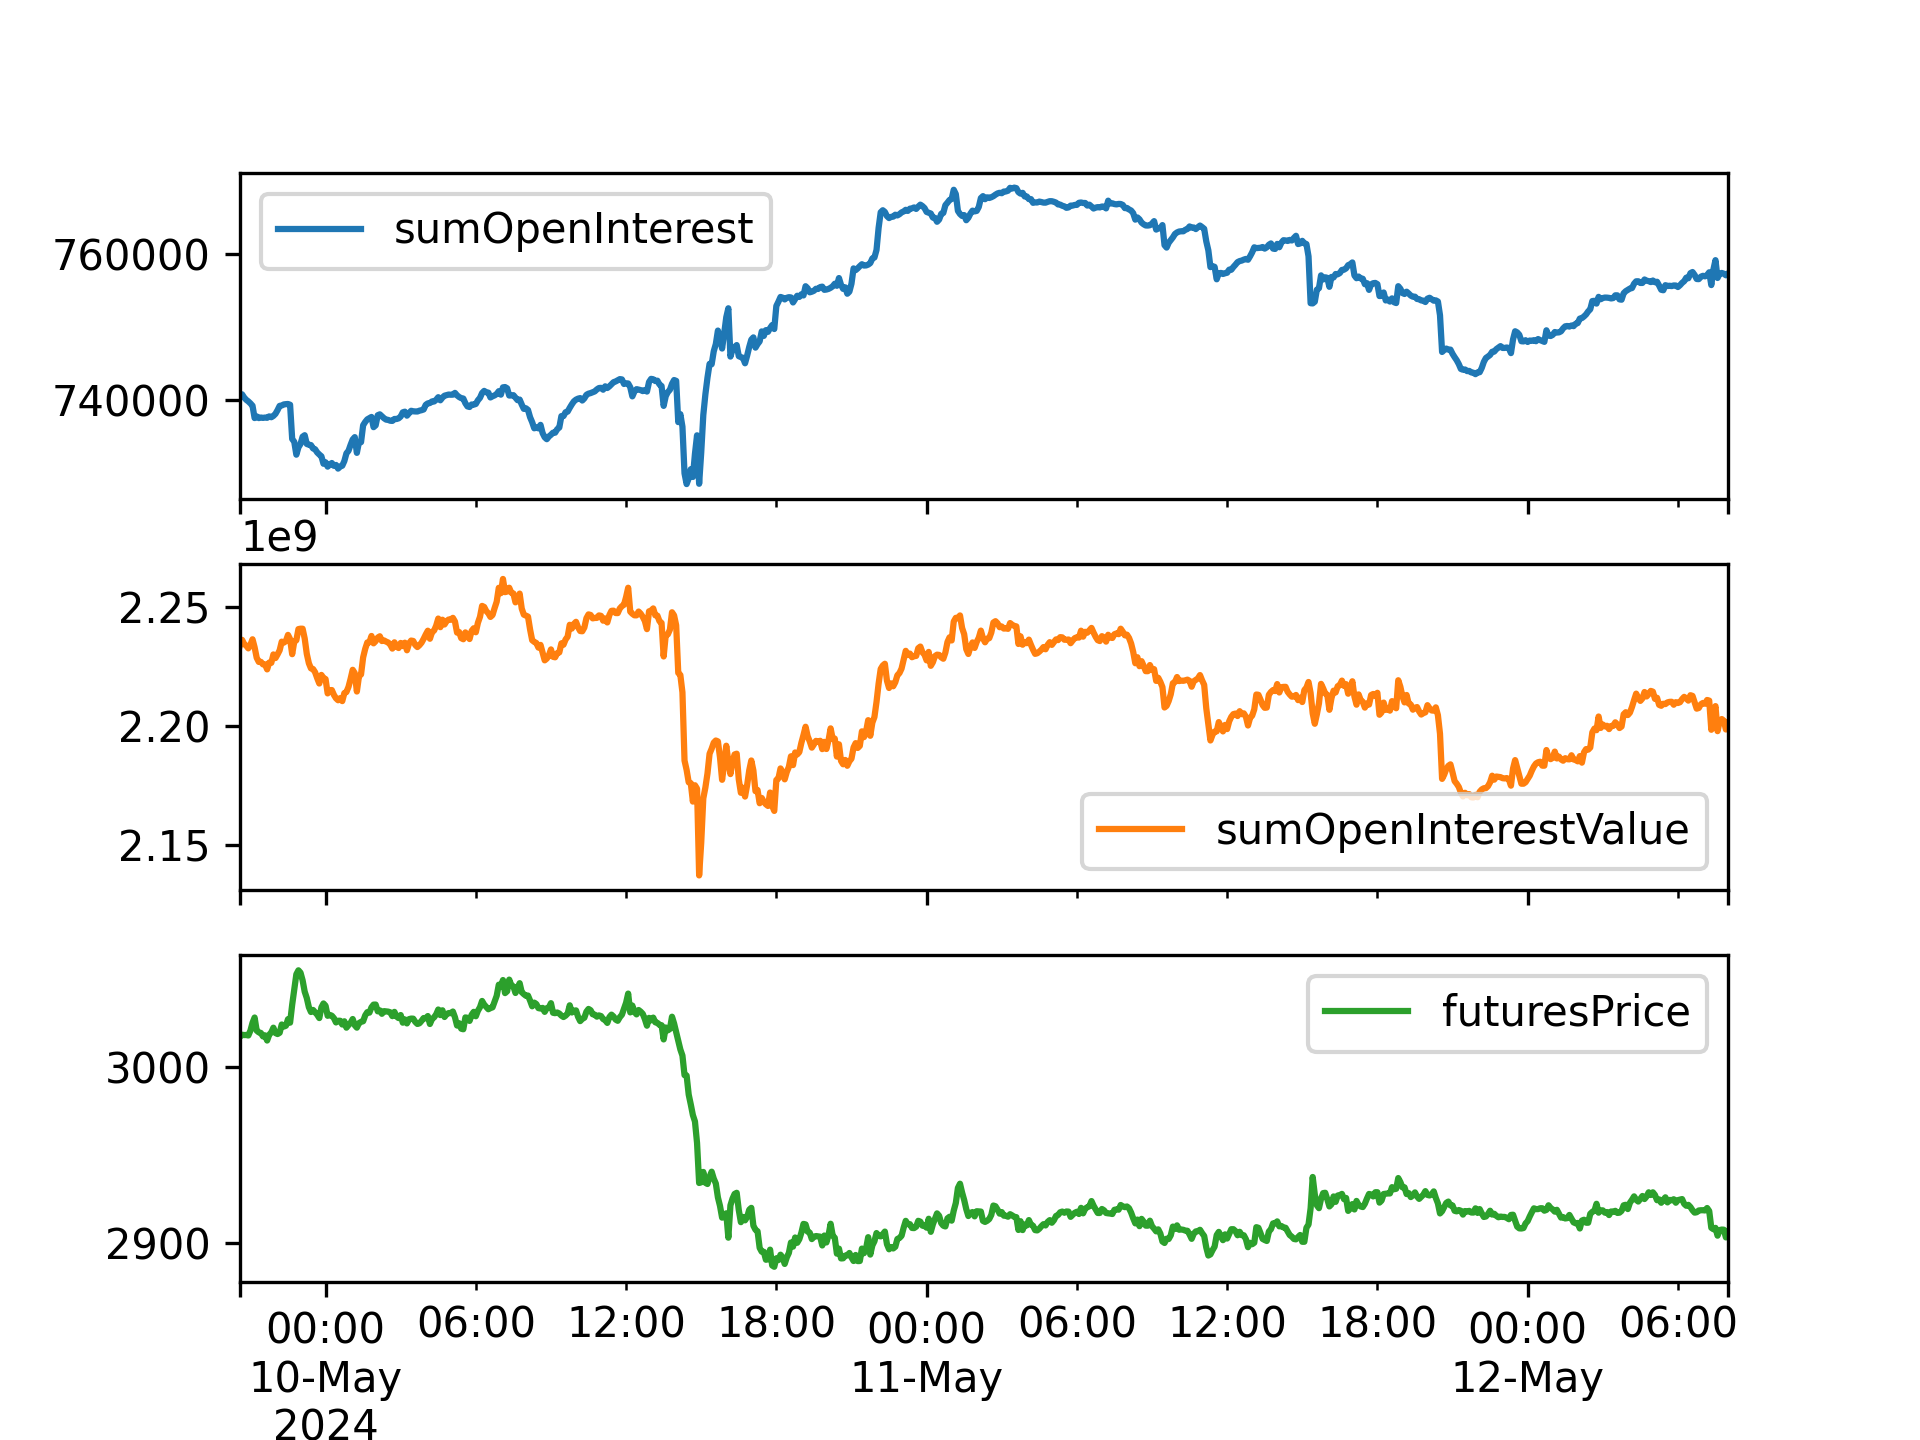 sumOpenInterest
760000
740000
1e9
2.25
2.20
2.15
sumOpenInterestValue
futuresPrice
3000
2900
00:00 06:00 12:00 18:00 00:00 06:00 12:00 18:00 00:00 06:00
10-May 11-May 12-May
2024